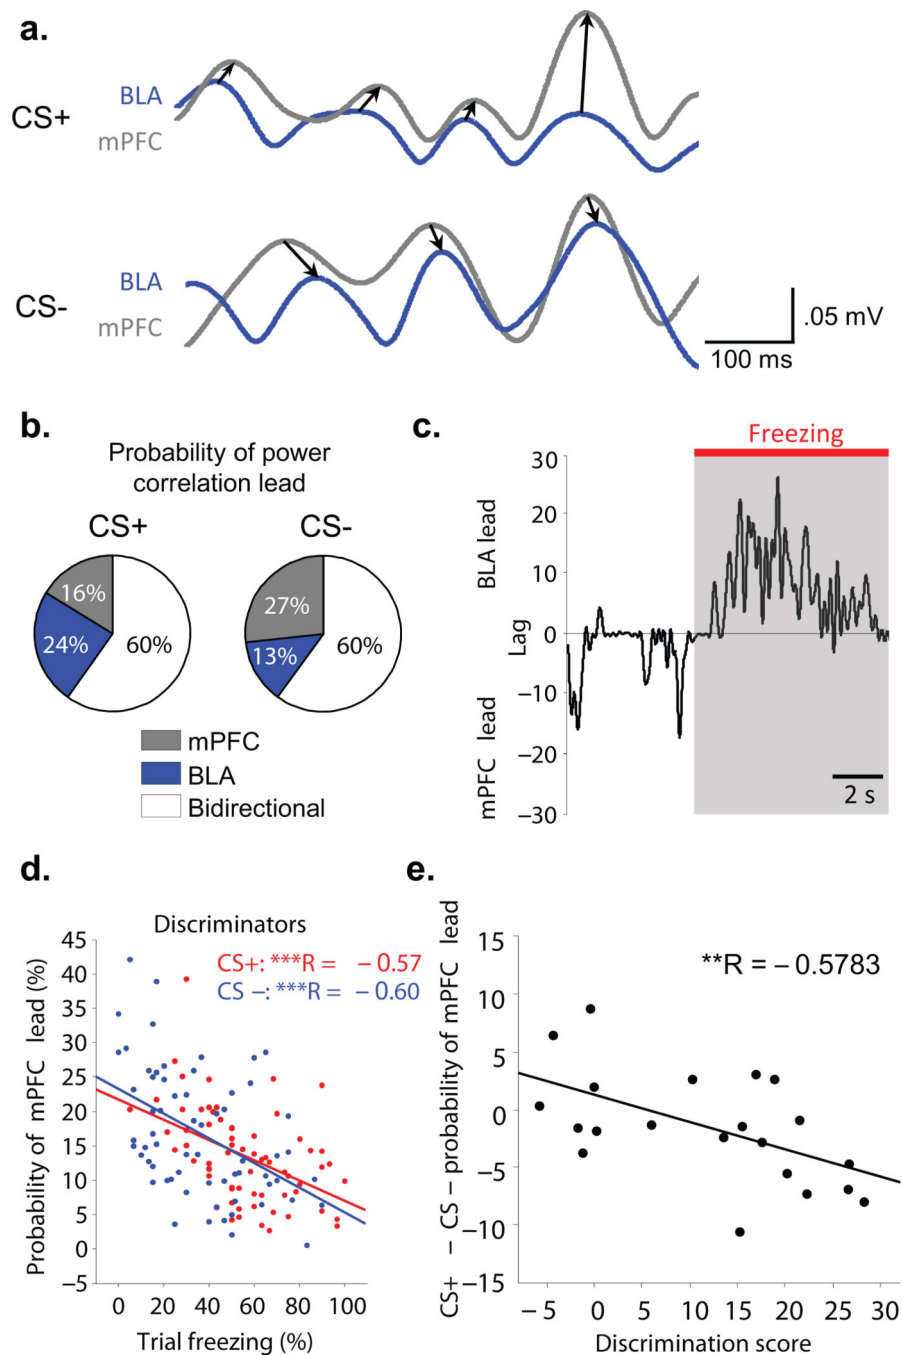 a.
CS+
BLA
mPFC
CS-
BLA
mPFC
.05 mV
100 ms
b.
Probability of power
correlation lead
CS+
CS-
16%
24%
60%
27%
13%
60%
mPFC
BLA
Bidirectional
c.
Freezing
30
20
10
0
−10
−20
−30
mPFC lead
Lag
BLA lead
2 s
d.
Discriminators
CS+: ***R = − 0.57
CS −: ***R = − 0.60
Probability of mPFC lead (%)
45
40
35
30
25
20
15
10
5
0
−5
0 20 40 60 80 100
Trial freezing (%)
e.
**R = − 0.5783
CS+ − CS − probability of mPFC lead
15
10
5
0
−5
−10
−15
−5 0 5 10 15 20 25 30
Discrimination score